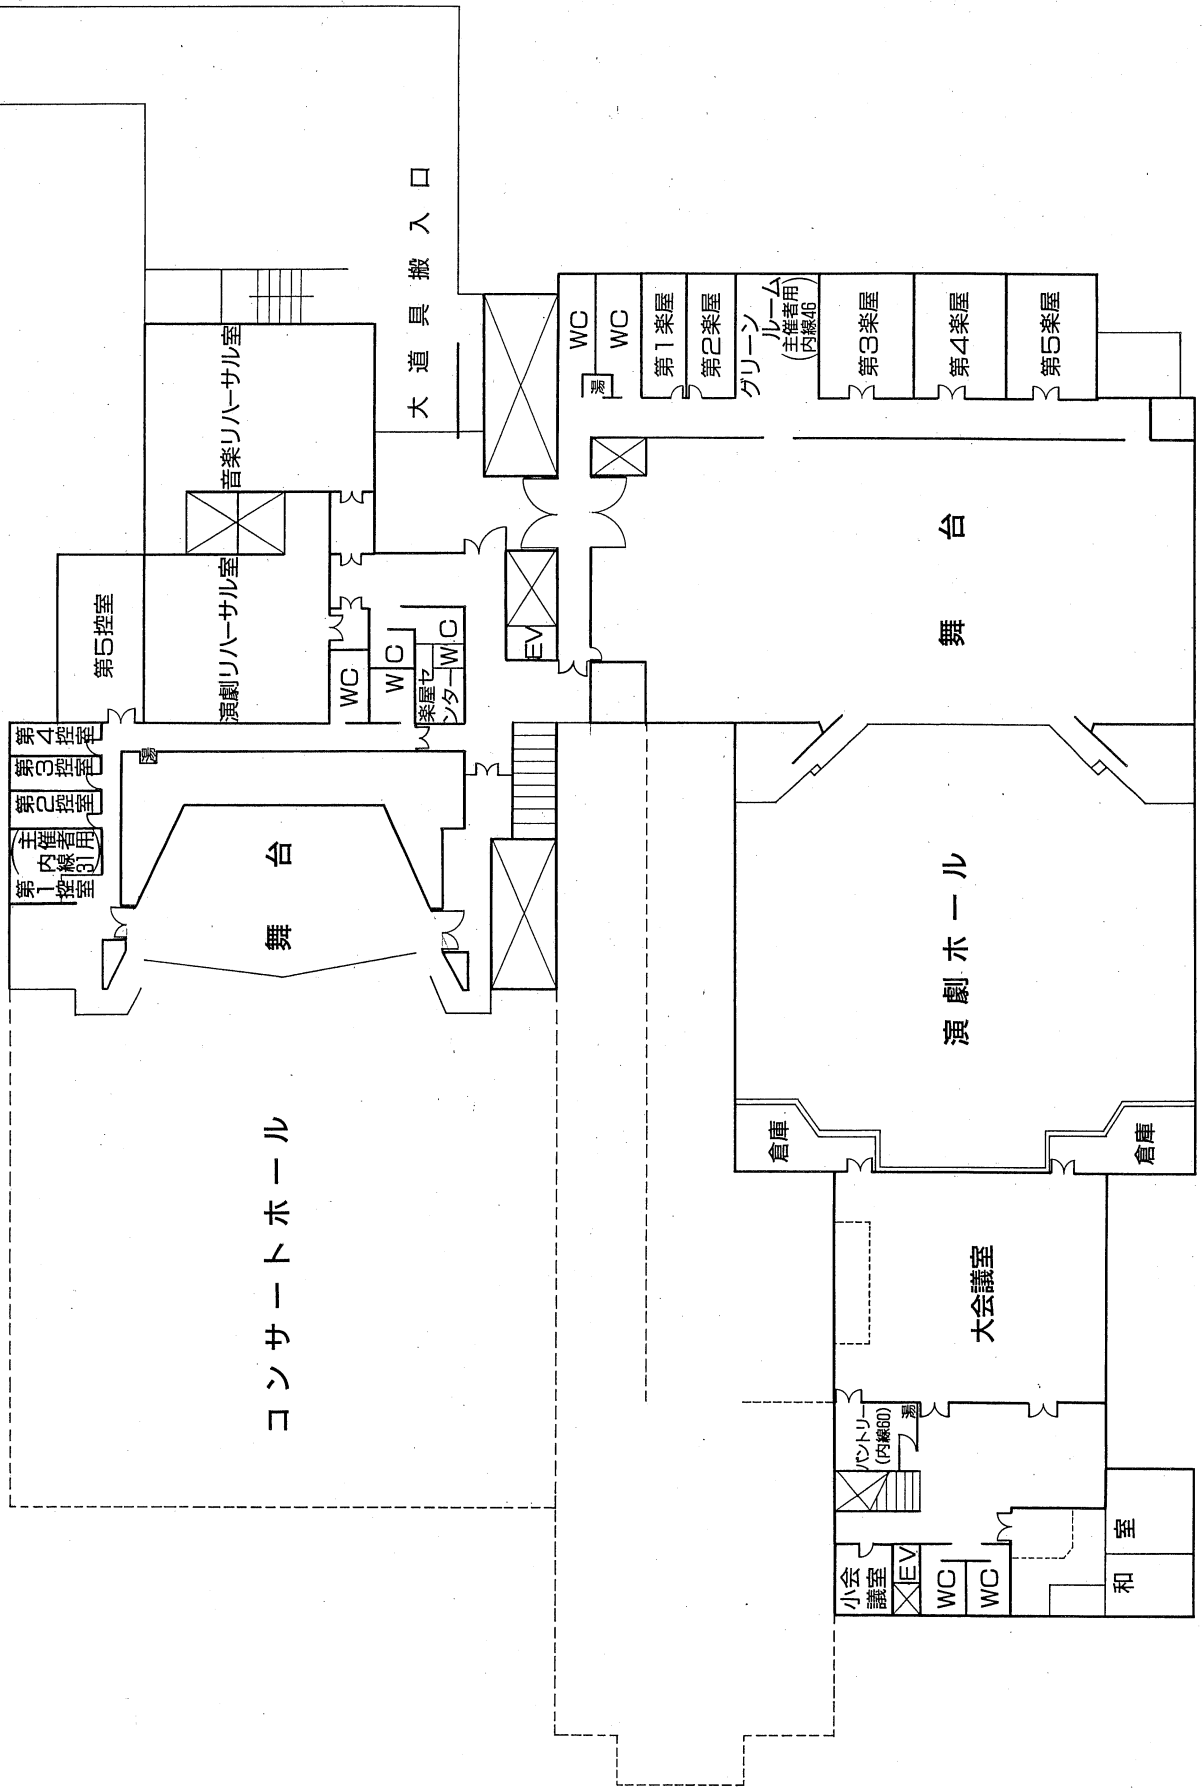 第4
控室
第3
控室
第2
控室
(主催者用
内線31)
第1
控室
第5控室
湯
舞台
コンサートホール
演劇リハーサル室
音楽リハーサル室
WC
WC
楽屋セ
ンター
W.C
大道具搬入口
EV
WC
湯
WC
第1楽屋
第2楽屋
グリーン
ルーム
(主催者用
内線46)
第3楽屋
第4楽屋
第5楽屋
舞台
演劇ホール
倉庫
倉庫
大会議室
パントリー
(内線60)
湯
小会
議室
EV
WC
WC
和室